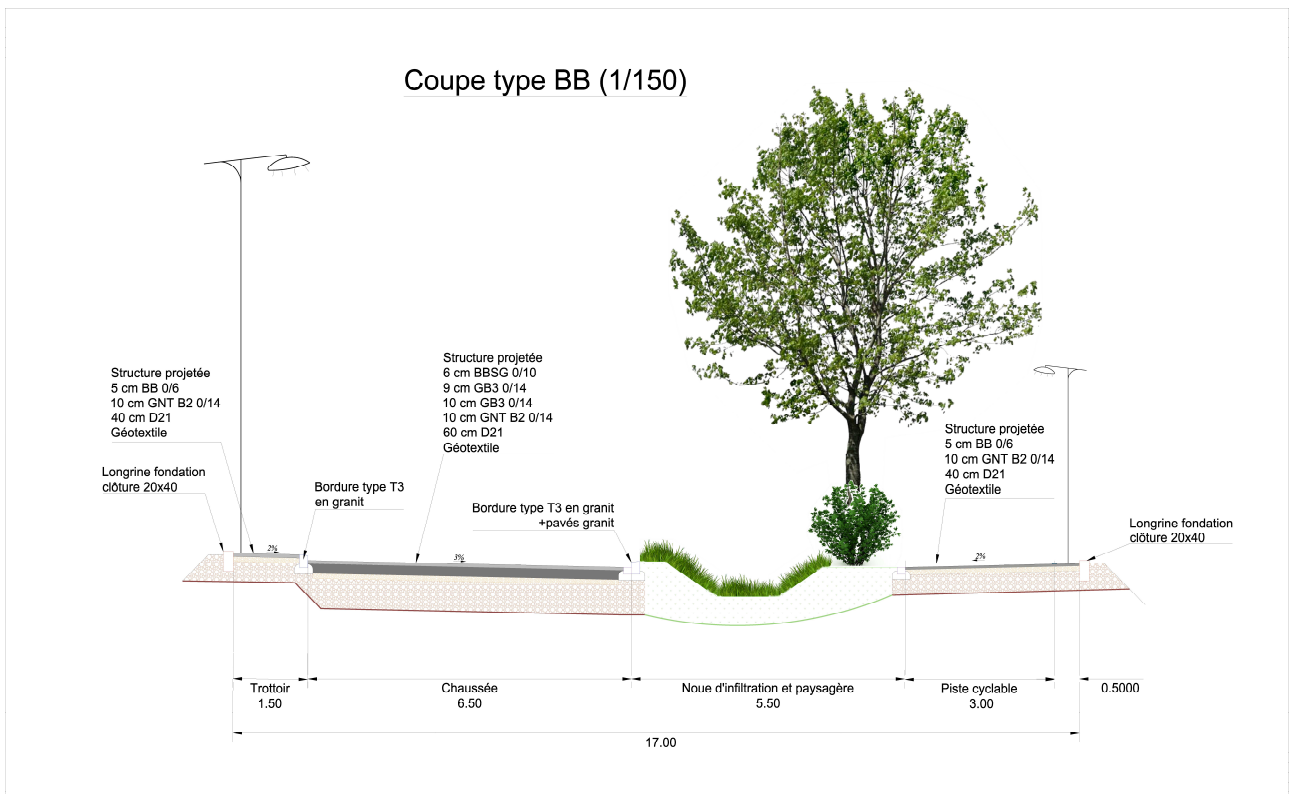 Coupe type BB (1/150)
Structure projetée
5 cm BB 0/6
10 cm GNT B2 0/14
40 cm D21
Géotextile
Longrine fondation
clôture 20x40
Bordure type T3
en granit
Structure projetée
6 cm BBSG 0/10
9 cm GB3 0/14
10 cm GB3 0/14
10 cm GNT B2 0/14
60 cm D21
Géotextile
Bordure type T3 en granit
+pavés granit
Structure projetée
5 cm BB 0/6
10 cm GNT B2 0/14
40 cm D21
Géotextile
Longrine fondation
clôture 20x40
2%
3%
2%
Trottoir
1.50
Chaussée
6.50
Noue d'infiltration et paysagère
5.50
Piste cyclable
3.00
0.5000
17.00